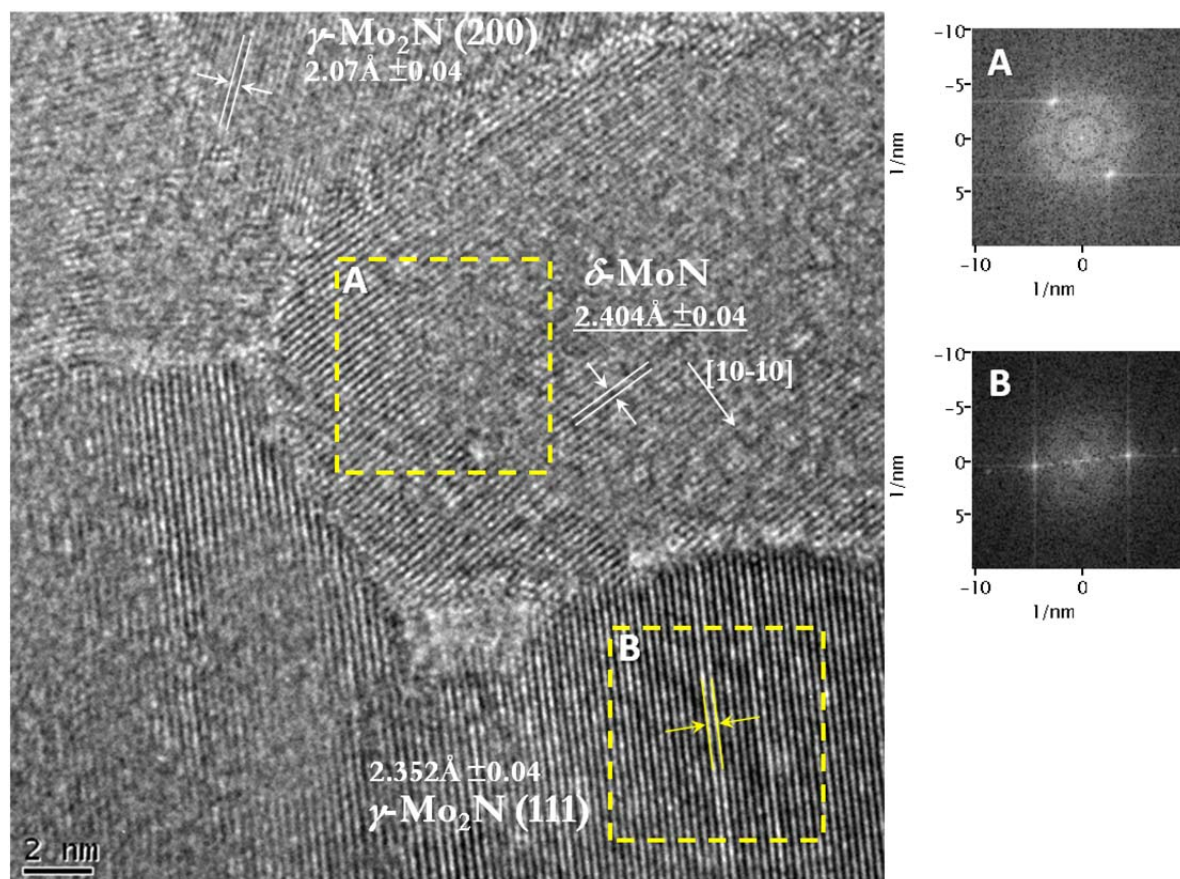 γ-Mo₂N (200)
2.07Å ±0.04
A
δ-MoN
2.404Å ±0.04
[10-10]
B
2.352Å ±0.04
γ-Mo₂N (111)
2 nm
A
-10
-5
0
5
1/nm
-10 0
1/nm
B
-10
-5
0
5
1/nm
-10 0
1/nm